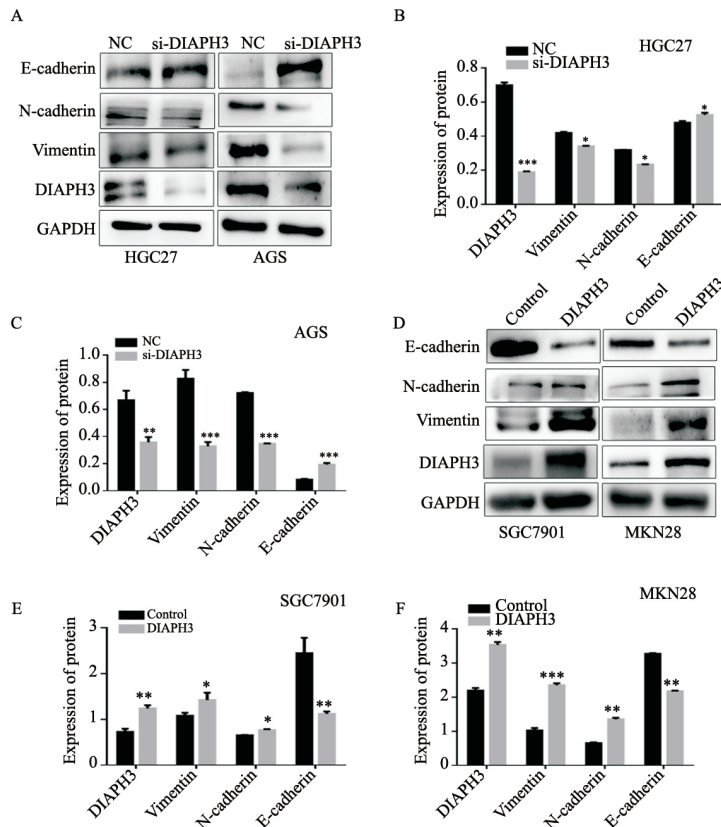 A
NC si-DIAPH3 NC si-DIAPH3
E-cadherin
N-cadherin
Vimentin
DIAPH3
GAPDH
HGC27 AGS
B
NC
si-DIAPH3
HGC27
Expression of protein
0.8
0.6
0.4
0.2
0.0
***
*
*
*
DIAPH3
Vimentin
N-cadherin
E-cadherin
C
NC
si-DIAPH3
AGS
Expression of protein
1.0
0.8
0.6
0.4
0.2
0.0
**
***
***
***
DIAPH3
Vimentin
N-cadherin
E-cadherin
D
Control DIAPH3 Control DIAPH3
E-cadherin
N-cadherin
Vimentin
DIAPH3
GAPDH
SGC7901 MKN28
E
Control
DIAPH3
SGC7901
Expression of protein
3
2
1
0
**
*
*
**
DIAPH3
Vimentin
N-cadherin
E-cadherin
F
Control
DIAPH3
MKN28
Expression of protein
4
3
2
1
0
**
***
**
**
DIAPH3
Vimentin
N-cadherin
E-cadherin